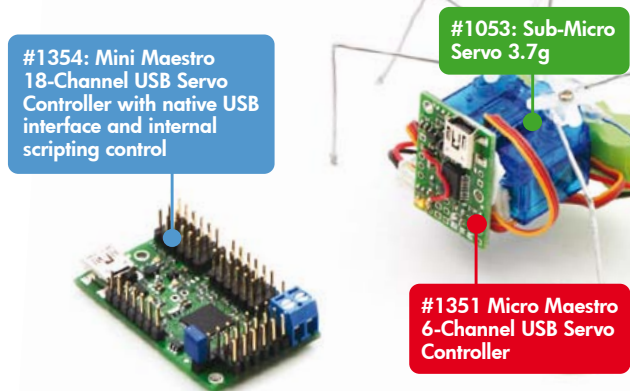 #1354: Mini Maestro
18-Channel USB Servo
Controller with native USB
interface and internal
scripting control
#1053: Sub-Micro
Servo 3.7g
#1351 Micro Maestro
6-Channel USB Servo
Controller